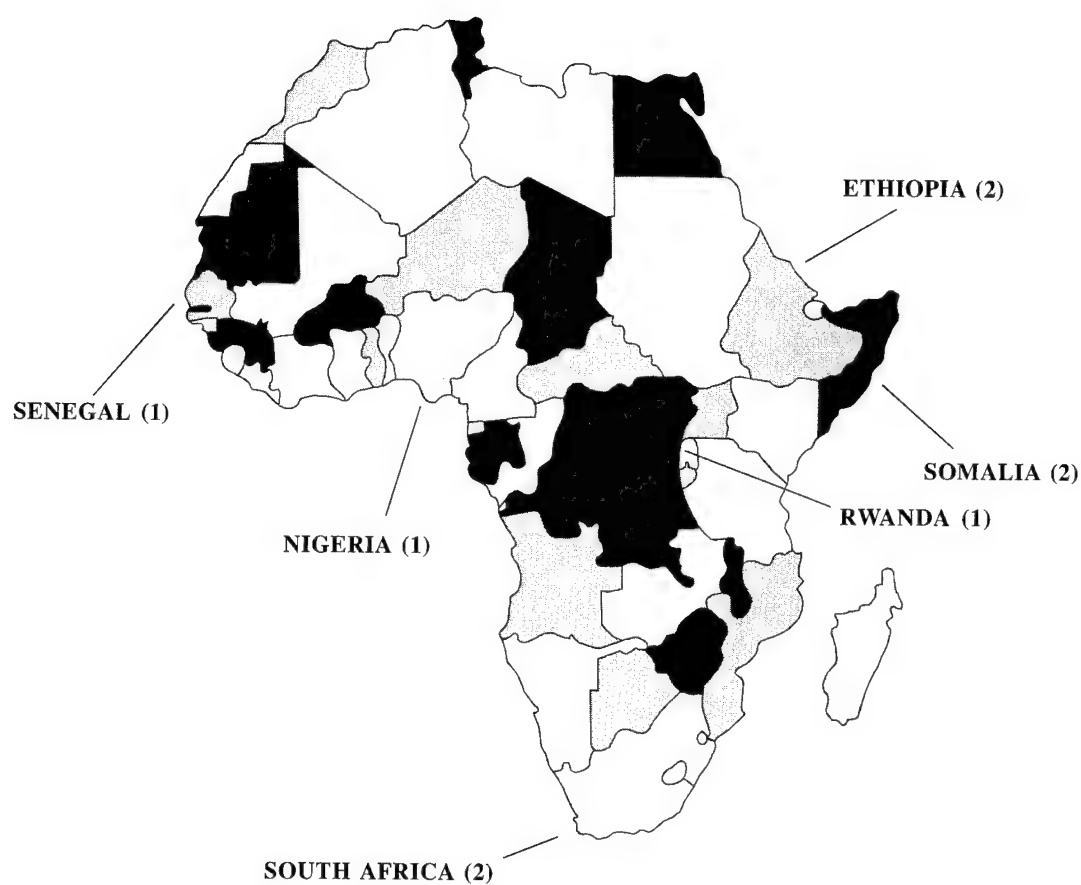 ETHIOPIA (2)
SENEGAL (1)
SOMALIA (2)
RWANDA (1)
NIGERIA (1)
SOUTH AFRICA (2)